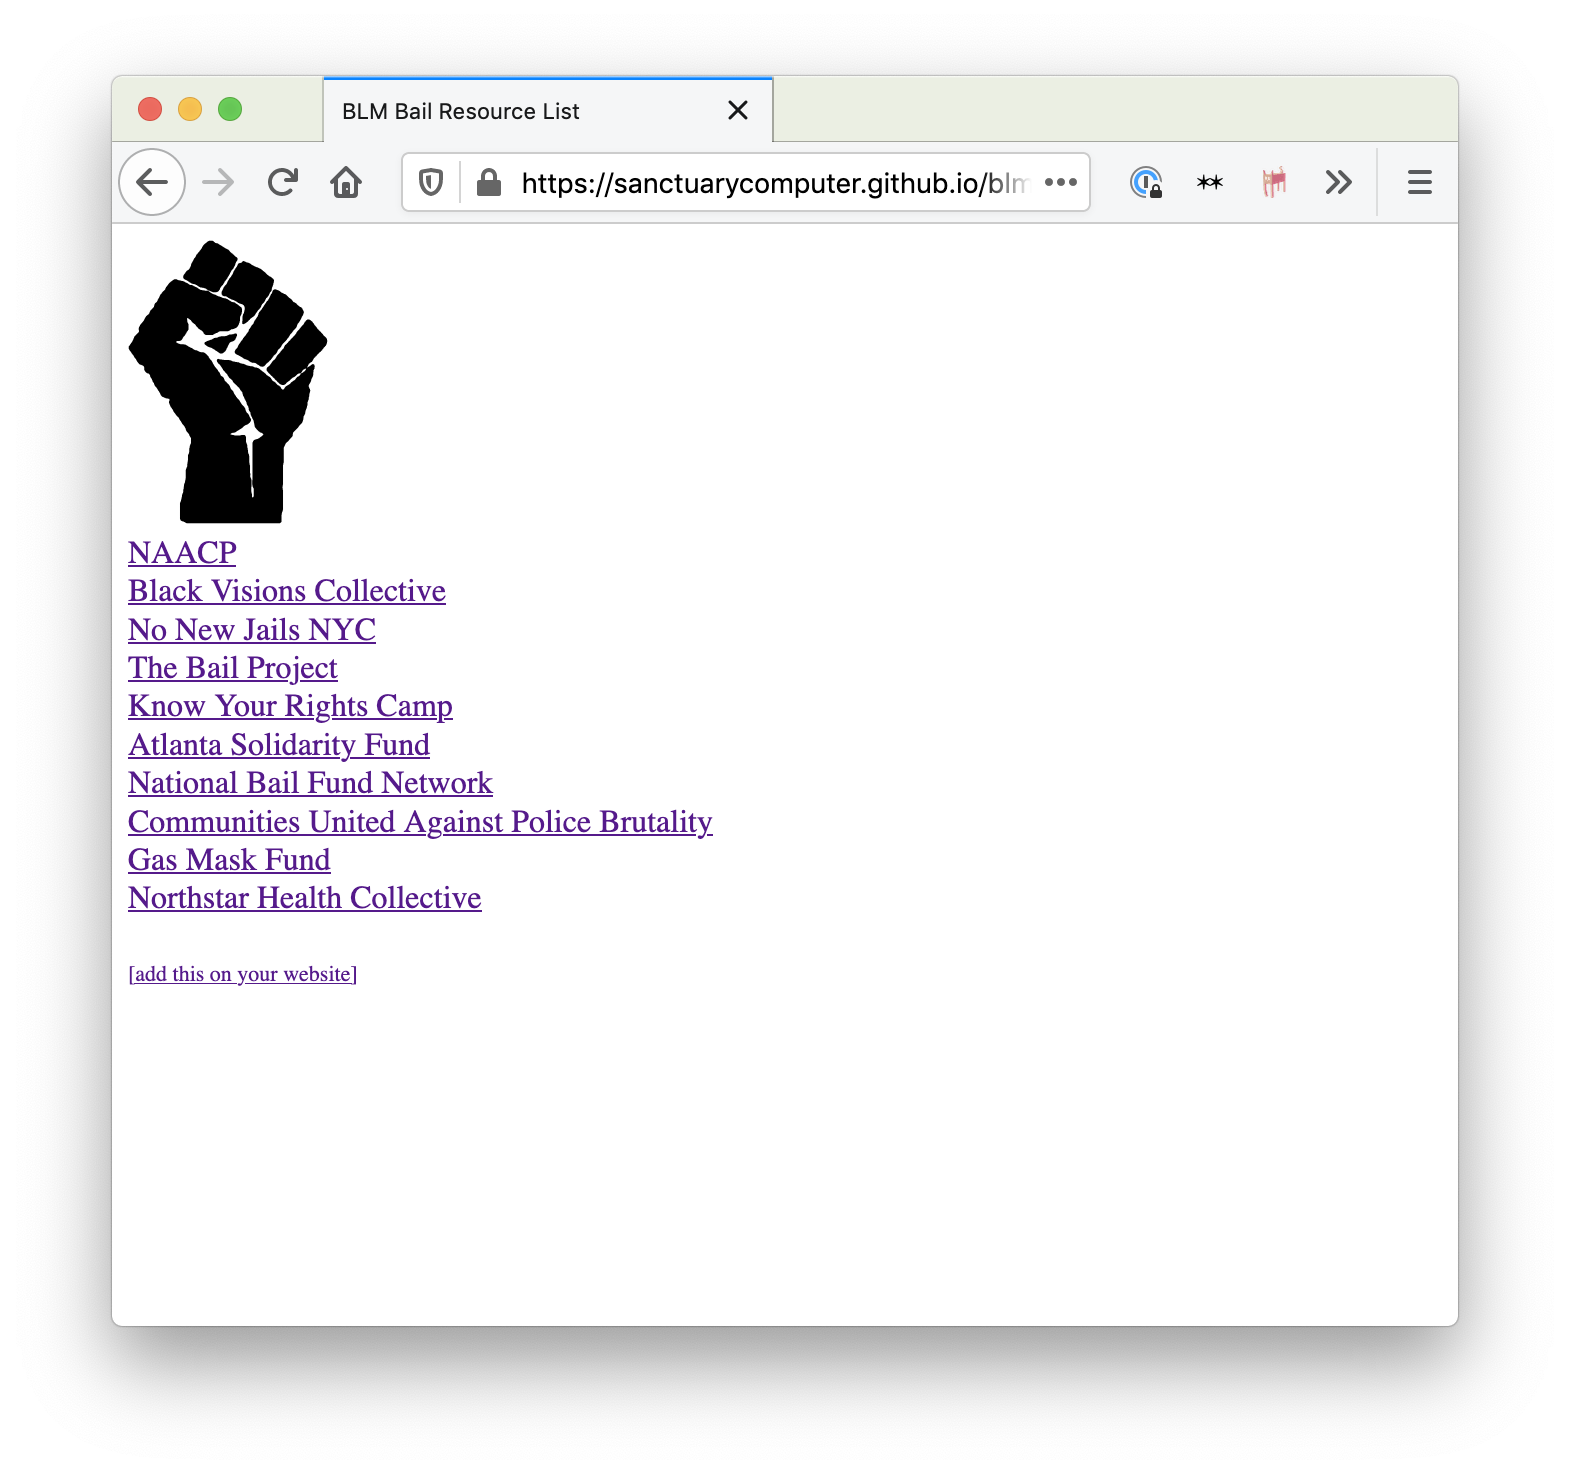 BLM Bail Resource List
https://sanctuarycomputer.github.io/blm
NAACP
Black Visions Collective
No New Jails NYC
The Bail Project
Know Your Rights Camp
Atlanta Solidarity Fund
National Bail Fund Network
Communities United Against Police Brutality
Gas Mask Fund
Northstar Health Collective
[add this on your website]